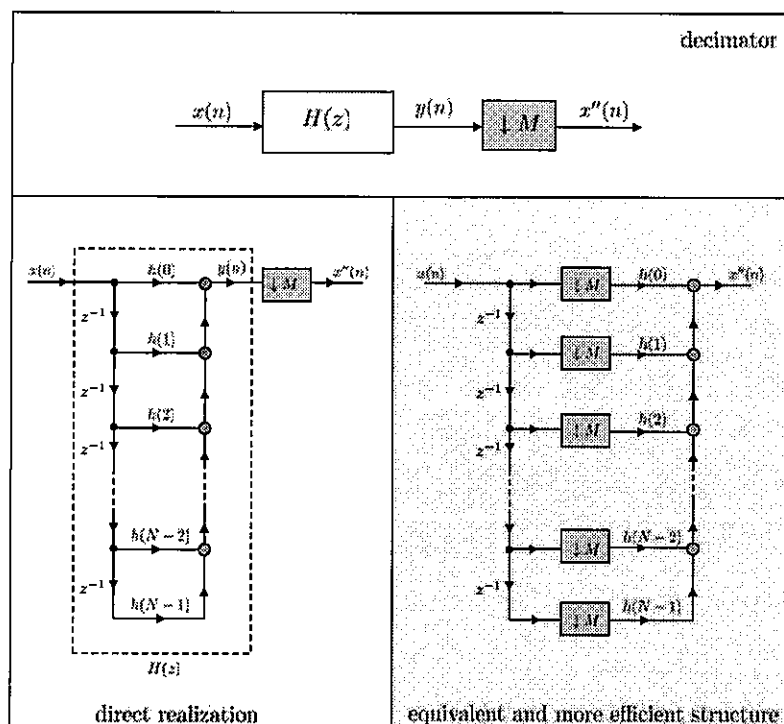 decimator
x(n) H(z) y(n) ↓ M x''(n)
x(n) h(0) y(n) ↓ M x''(n)
z⁻¹
h(1)
z⁻¹
h(2)
z⁻¹
h(N − 2)
z⁻¹
h(N − 1)
H(z)
direct realization
x(n) ↓ M h(0) x''(n)
z⁻¹
↓ M h(1)
z⁻¹
↓ M h(2)
z⁻¹
↓ M h(N − 2)
z⁻¹
↓ M h(N − 1)
equivalent and more efficient structure